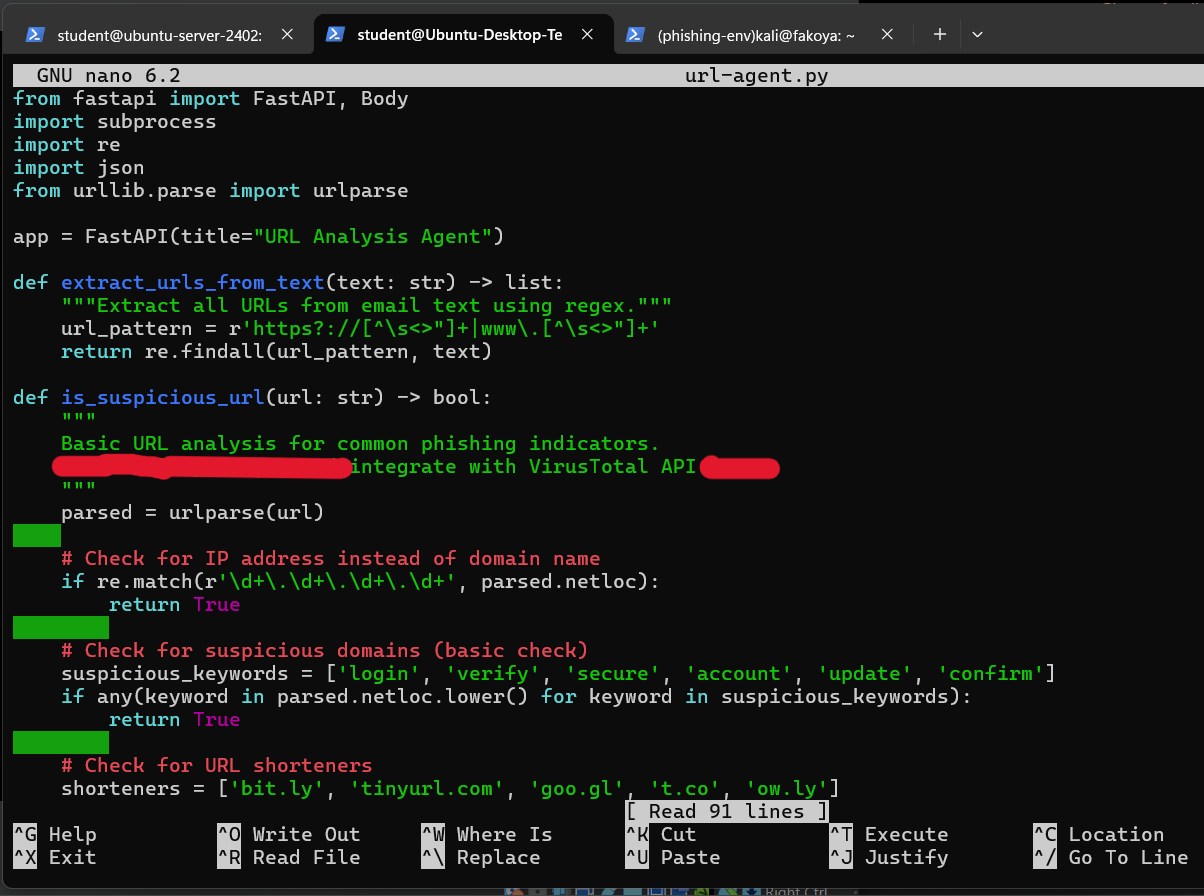 student@ubuntu-server-2402:
student@Ubuntu-Desktop-Te
(phishing-env)kali@fakoya: ~
GNU nano 6.2 url-agent.py
from fastapi import FastAPI, Body
import subprocess
import re
import json
from urllib.parse import urlparse
app = FastAPI(title="URL Analysis Agent")
def extract_urls_from_text(text: str) -> list:
    """Extract all URLs from email text using regex."""
    url_pattern = r'https?://[^\s<>"]+|www\.[^\s<>"]+'
    return re.findall(url_pattern, text)
def is_suspicious_url(url: str) -> bool:
    """
    Basic URL analysis for common phishing indicators.
    integrate with VirusTotal API
    """
    parsed = urlparse(url)
    # Check for IP address instead of domain name
    if re.match(r'\d+\.\d+\.\d+\.\d+', parsed.netloc):
        return True
    # Check for suspicious domains (basic check)
    suspicious_keywords = ['login', 'verify', 'secure', 'account', 'update', 'confirm']
    if any(keyword in parsed.netloc.lower() for keyword in suspicious_keywords):
        return True
    # Check for URL shorteners
    shorteners = ['bit.ly', 'tinyurl.com', 'goo.gl', 't.co', 'ow.ly']
[ Read 91 lines ]
^G Help ^O Write Out ^W Where Is ^K Cut ^T Execute ^C Location
^X Exit ^R Read File ^\ Replace ^U Paste ^J Justify ^/ Go To Line
Right Ctrl